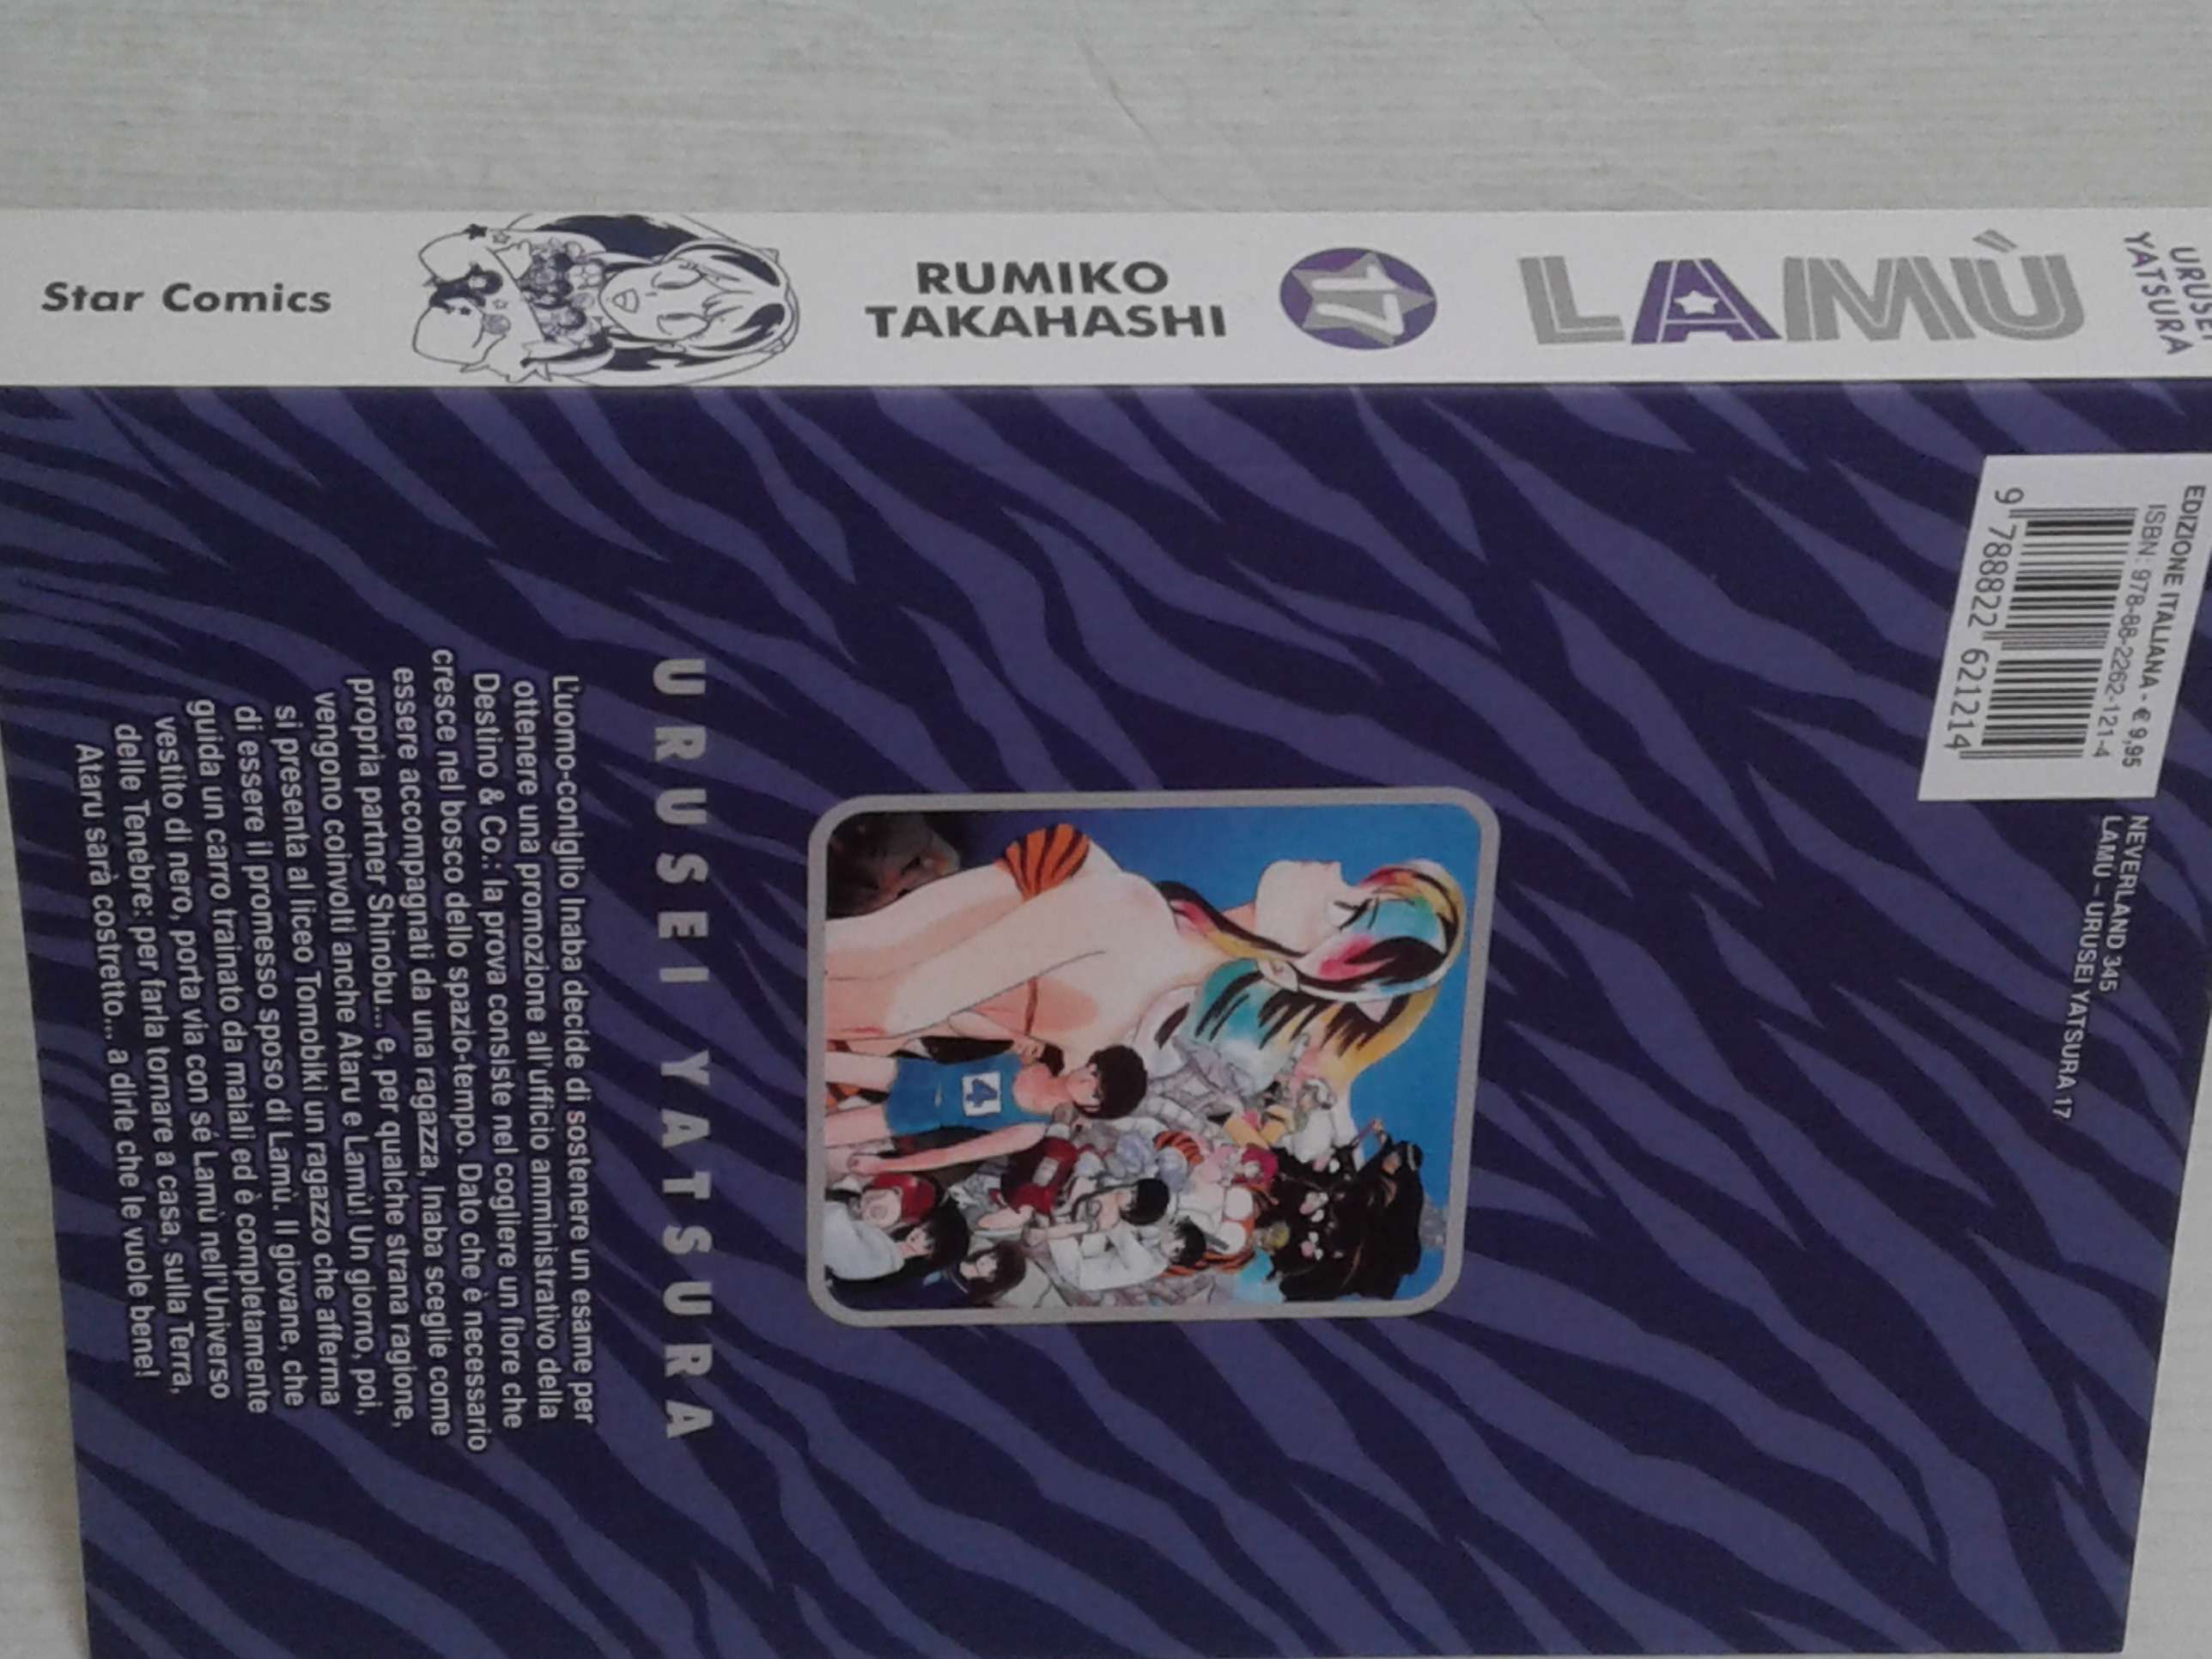 URUSEI
YATSURA
LAMÙ
17
RUMIKO
TAKAHASHI
Star Comics
EDIZIONE ITALIANA - € 9,95
ISBN: 978-88-2262-121-4
9 788822 621214
NEVERLAND 345
LAMÙ – URUSEI YATSURA 17
4
URUSEI YATSURA
L'uomo-coniglio Inaba decide di sostenere un esame per
ottenere una promozione all'ufficio amministrativo della
Destino & Co.: la prova consiste nel cogliere un fiore che
cresce nel bosco dello spazio-tempo. Dato che è necessario
essere accompagnati da una ragazza, Inaba sceglie come
propria partner Shinobu... e, per qualche strana ragione,
vengono coinvolti anche Ataru e Lamù! Un giorno, poi,
si presenta al liceo Tomobiki un ragazzo che afferma
di essere il promesso sposo di Lamù. Il giovane, che
guida un carro trainato da maiali ed è completamente
vestito di nero, porta via con sé Lamù nell'Universo
delle Tenebre: per farla tornare a casa, sulla Terra,
Ataru sarà costretto... a dirle che le vuole bene!